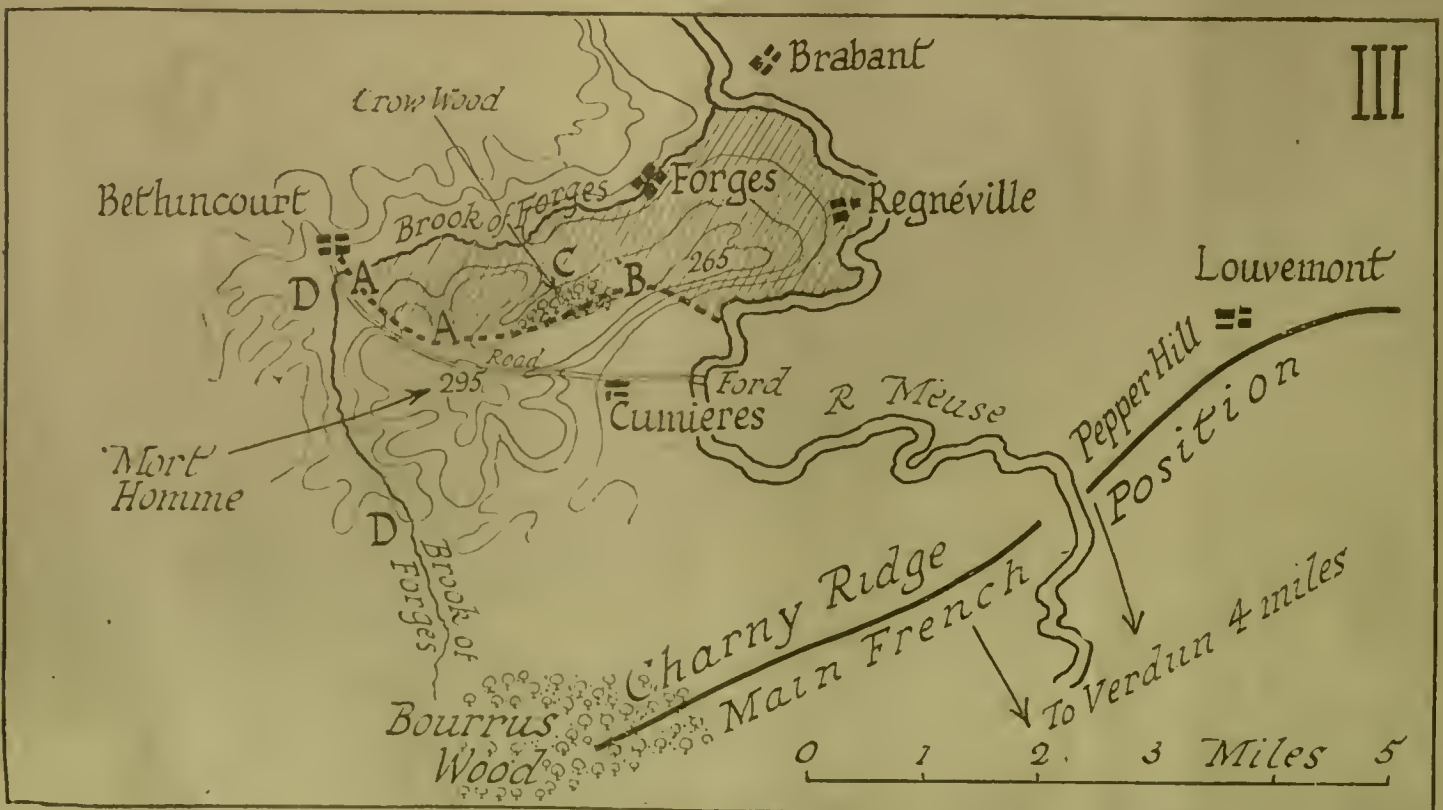 III
Brabant
Crow Wood
Bethincourt
Brook of Forges
Forges
Regnéville
C
B
265
D
A
A
Louvemont
Road
295
Ford
Cumieres
R Meuse
Pepper Hill
Position
Mort
Homme
D
Brook of
Forges
Charny Ridge
Main French
To Verdun 4 miles
Bourrus
Wood
0 1 2 3 Miles 5